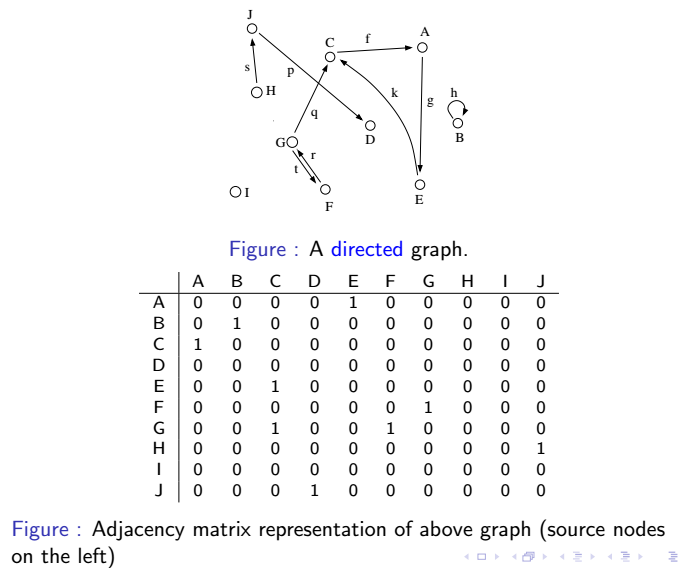 J
A
C
f
s
p
H
k
g
h
q
D
B
G
r
t
I
F
E
Figure : A directed graph.
A B C D E F G H I J
A 0 0 0 0 1 0 0 0 0 0
B 0 1 0 0 0 0 0 0 0 0
C 1 0 0 0 0 0 0 0 0 0
D 0 0 0 0 0 0 0 0 0 0
E 0 0 1 0 0 0 0 0 0 0
F 0 0 0 0 0 0 1 0 0 0
G 0 0 1 0 0 1 0 0 0 0
H 0 0 0 0 0 0 0 0 0 1
I 0 0 0 0 0 0 0 0 0 0
J 0 0 0 1 0 0 0 0 0 0
Figure : Adjacency matrix representation of above graph (source nodes
on the left)